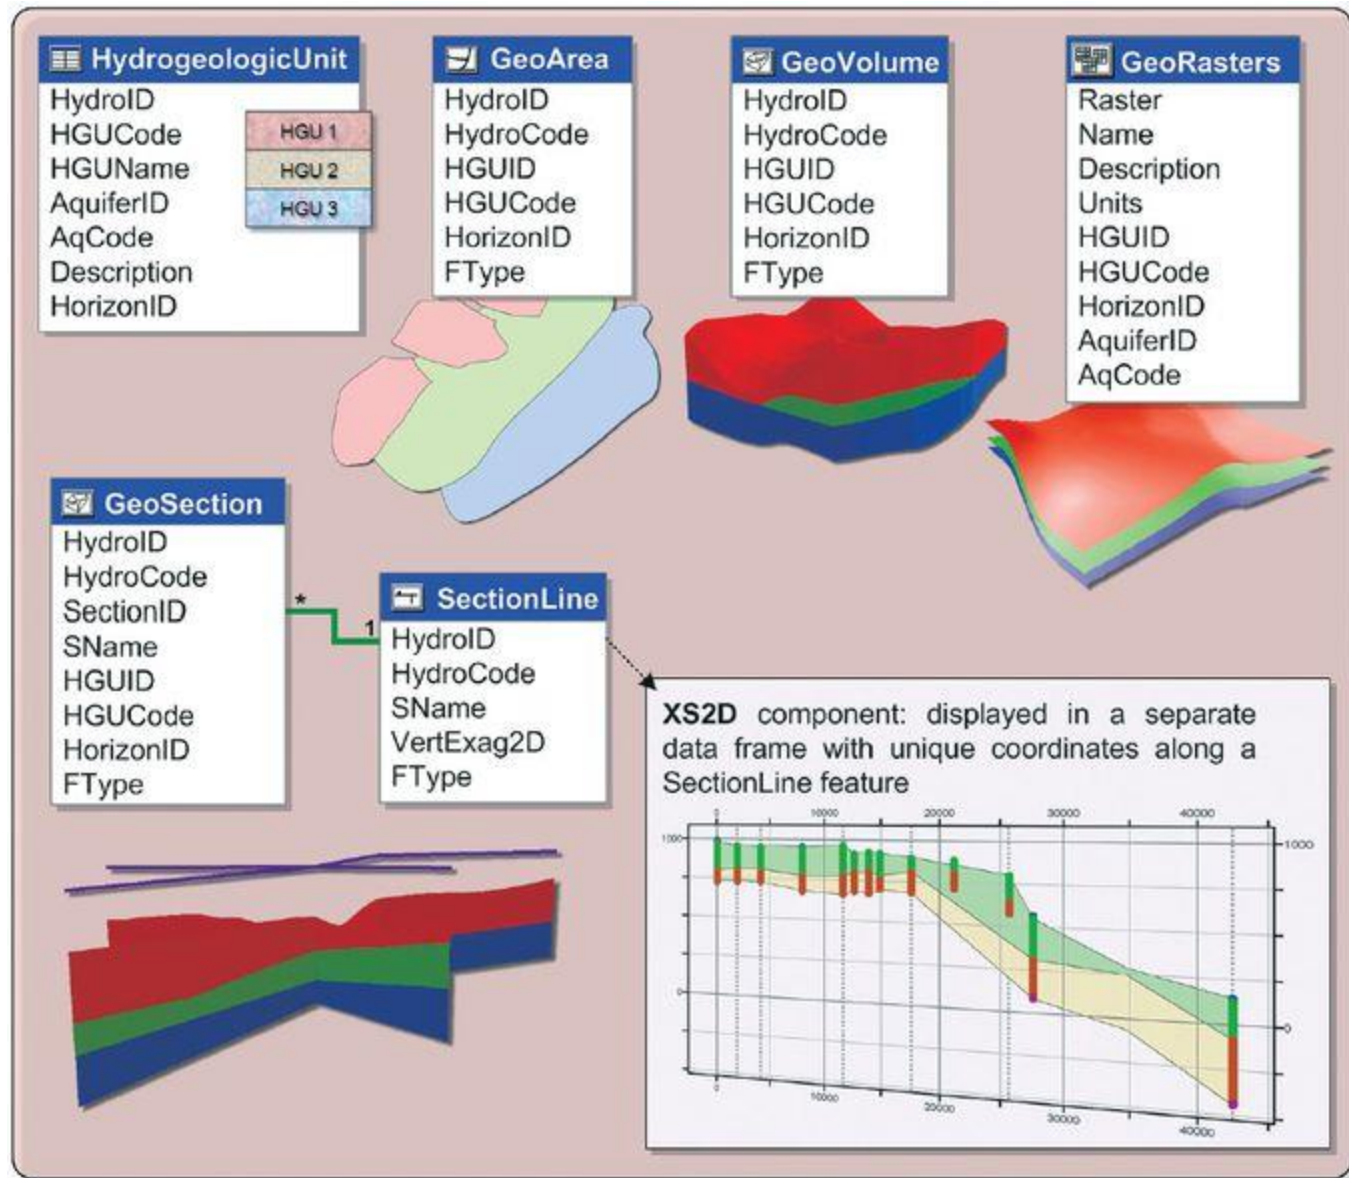 HydrogeologicUnit
HydroID
HGUCode
HGUName
AquiferID
AqCode
Description
HorizonID
HGU 1
HGU 2
HGU 3
GeoArea
HydroID
HydroCode
HGUID
HGUCode
HorizonID
FType
GeoVolume
HydroID
HydroCode
HGUID
HGUCode
HorizonID
FType
GeoRasters
Raster
Name
Description
Units
HGUID
HGUCode
HorizonID
AquiferID
AqCode
GeoSection
HydroID
HydroCode
SectionID
SName
HGUID
HGUCode
HorizonID
FType
*
1
SectionLine
HydroID
HydroCode
SName
VertExag2D
FType
XS2D component: displayed in a separate
data frame with unique coordinates along a
SectionLine feature
0 10000 20000 30000 40000
1000 1000
0 0
0 10000 20000 30000 40000